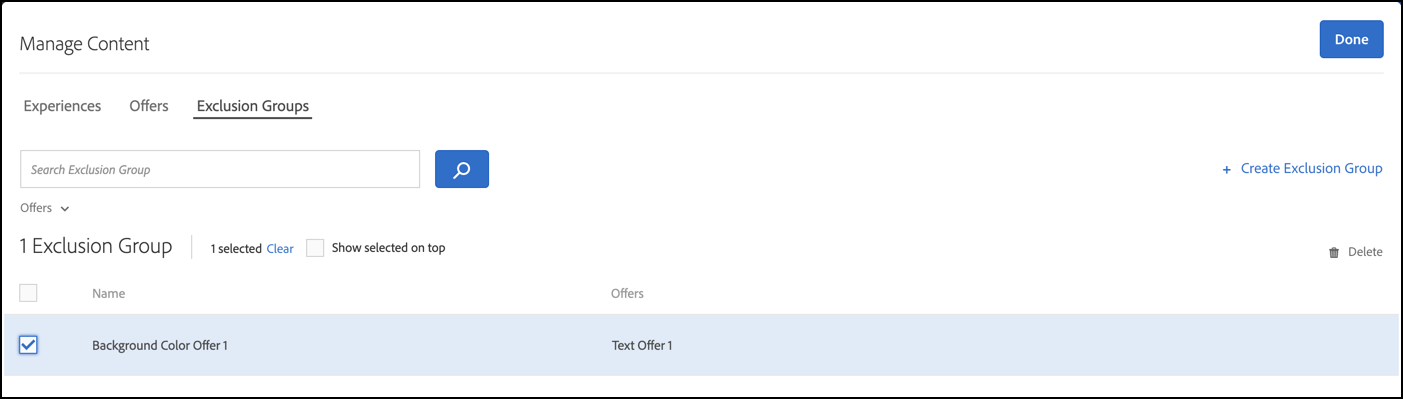 Manage Content
Done
Experiences Offers Exclusion Groups
Search Exclusion Group
+ Create Exclusion Group
Offers
1 Exclusion Group 1 selected Clear Show selected on top
Delete
Name Offers
Background Color Offer 1 Text Offer 1